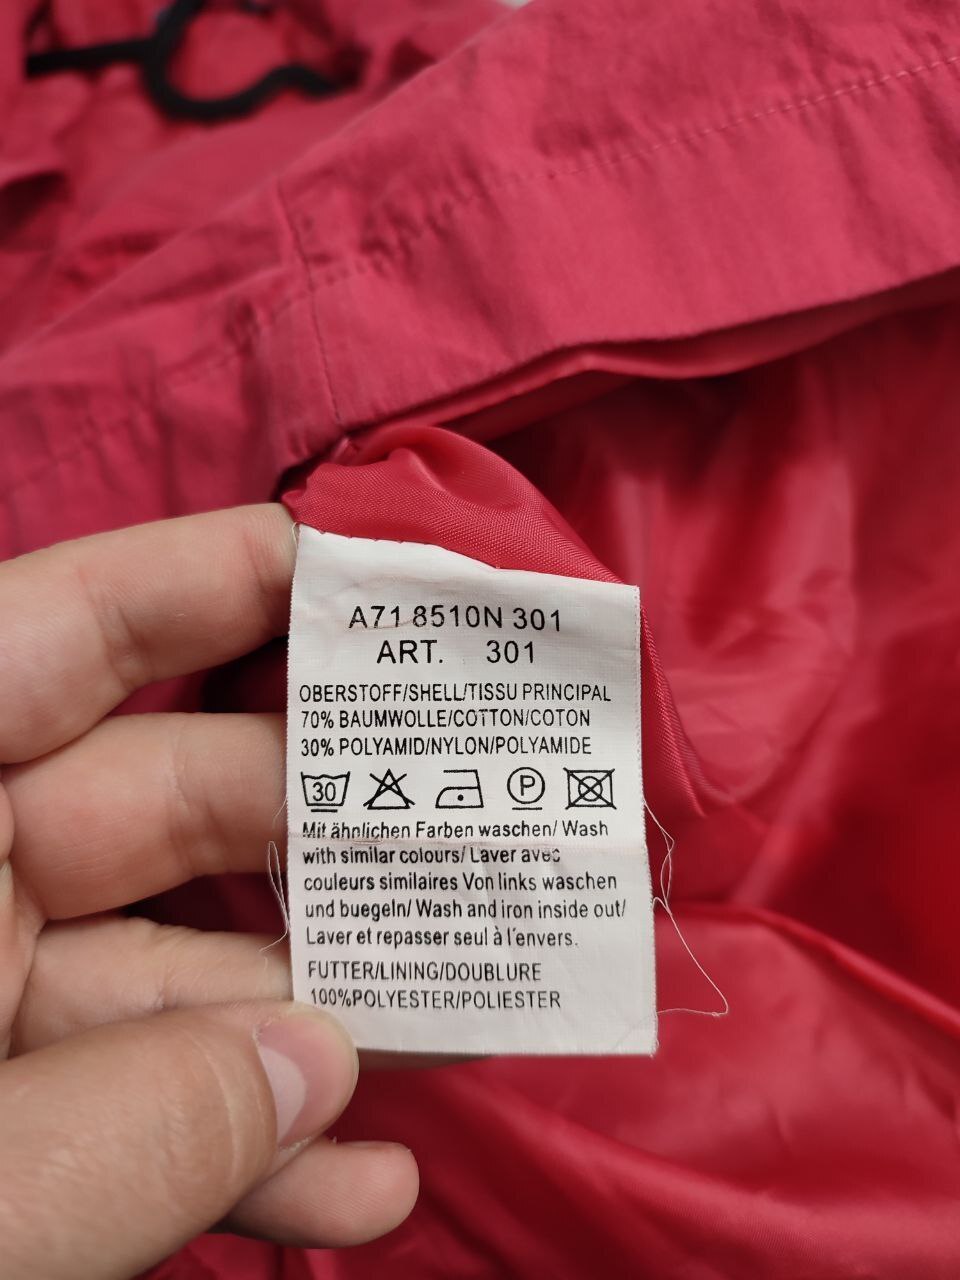 A71 8510N 301
ART. 301
OBERSTOFF/SHELL/TISSU PRINCIPAL
70% BAUMWOLLE/COTTON/COTON
30% POLYAMID/NYLON/POLYAMIDE
30 P
Mit ähnlichen Farben waschen/ Wash
with similar colours/ Laver avec
couleurs similaires Von links waschen
und buegeln/ Wash and iron inside out/
Laver et repasser seul à l'envers.
FUTTER/LINING/DOUBLURE
100%POLYESTER/POLIESTER